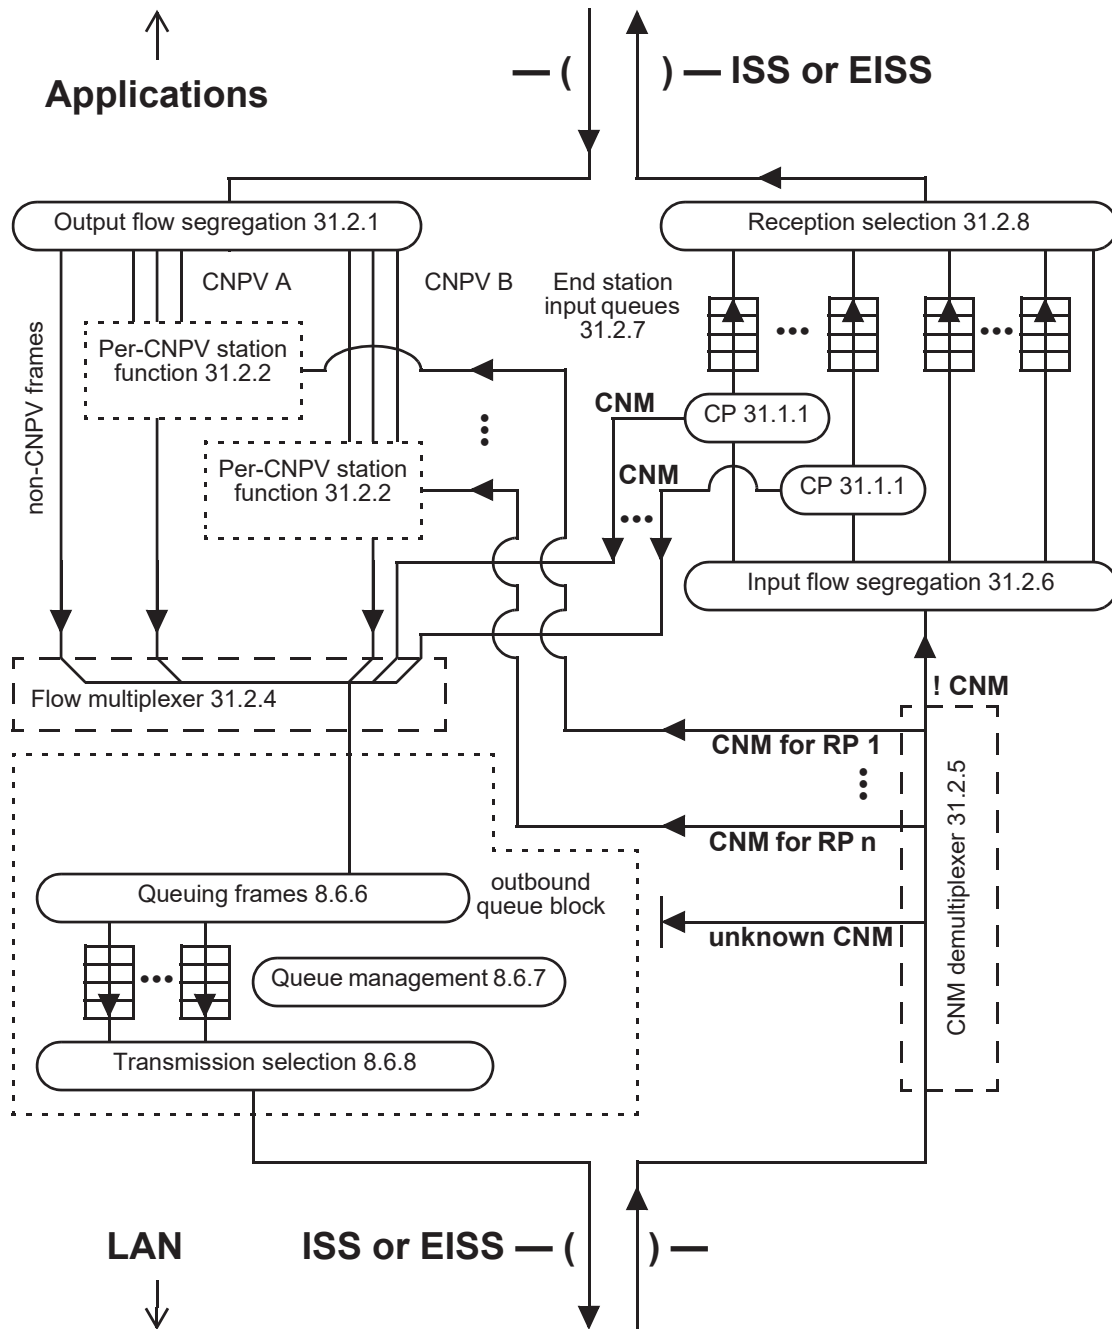 Applications
— ( ) — ISS or EISS
Output flow segregation 31.2.1
Reception selection 31.2.8
CNPV A
CNPV B
End station
input queues
31.2.7
non-CNPV frames
Per-CNPV station
function 31.2.2
CNM
CP 31.1.1
Per-CNPV station
function 31.2.2
CNM
CP 31.1.1
Input flow segregation 31.2.6
Flow multiplexer 31.2.4
! CNM
CNM for RP 1
CNM demultiplexer 31.2.5
CNM for RP n
Queuing frames 8.6.6
outbound
queue block
unknown CNM
Queue management 8.6.7
Transmission selection 8.6.8
LAN
ISS or EISS — ( ) —